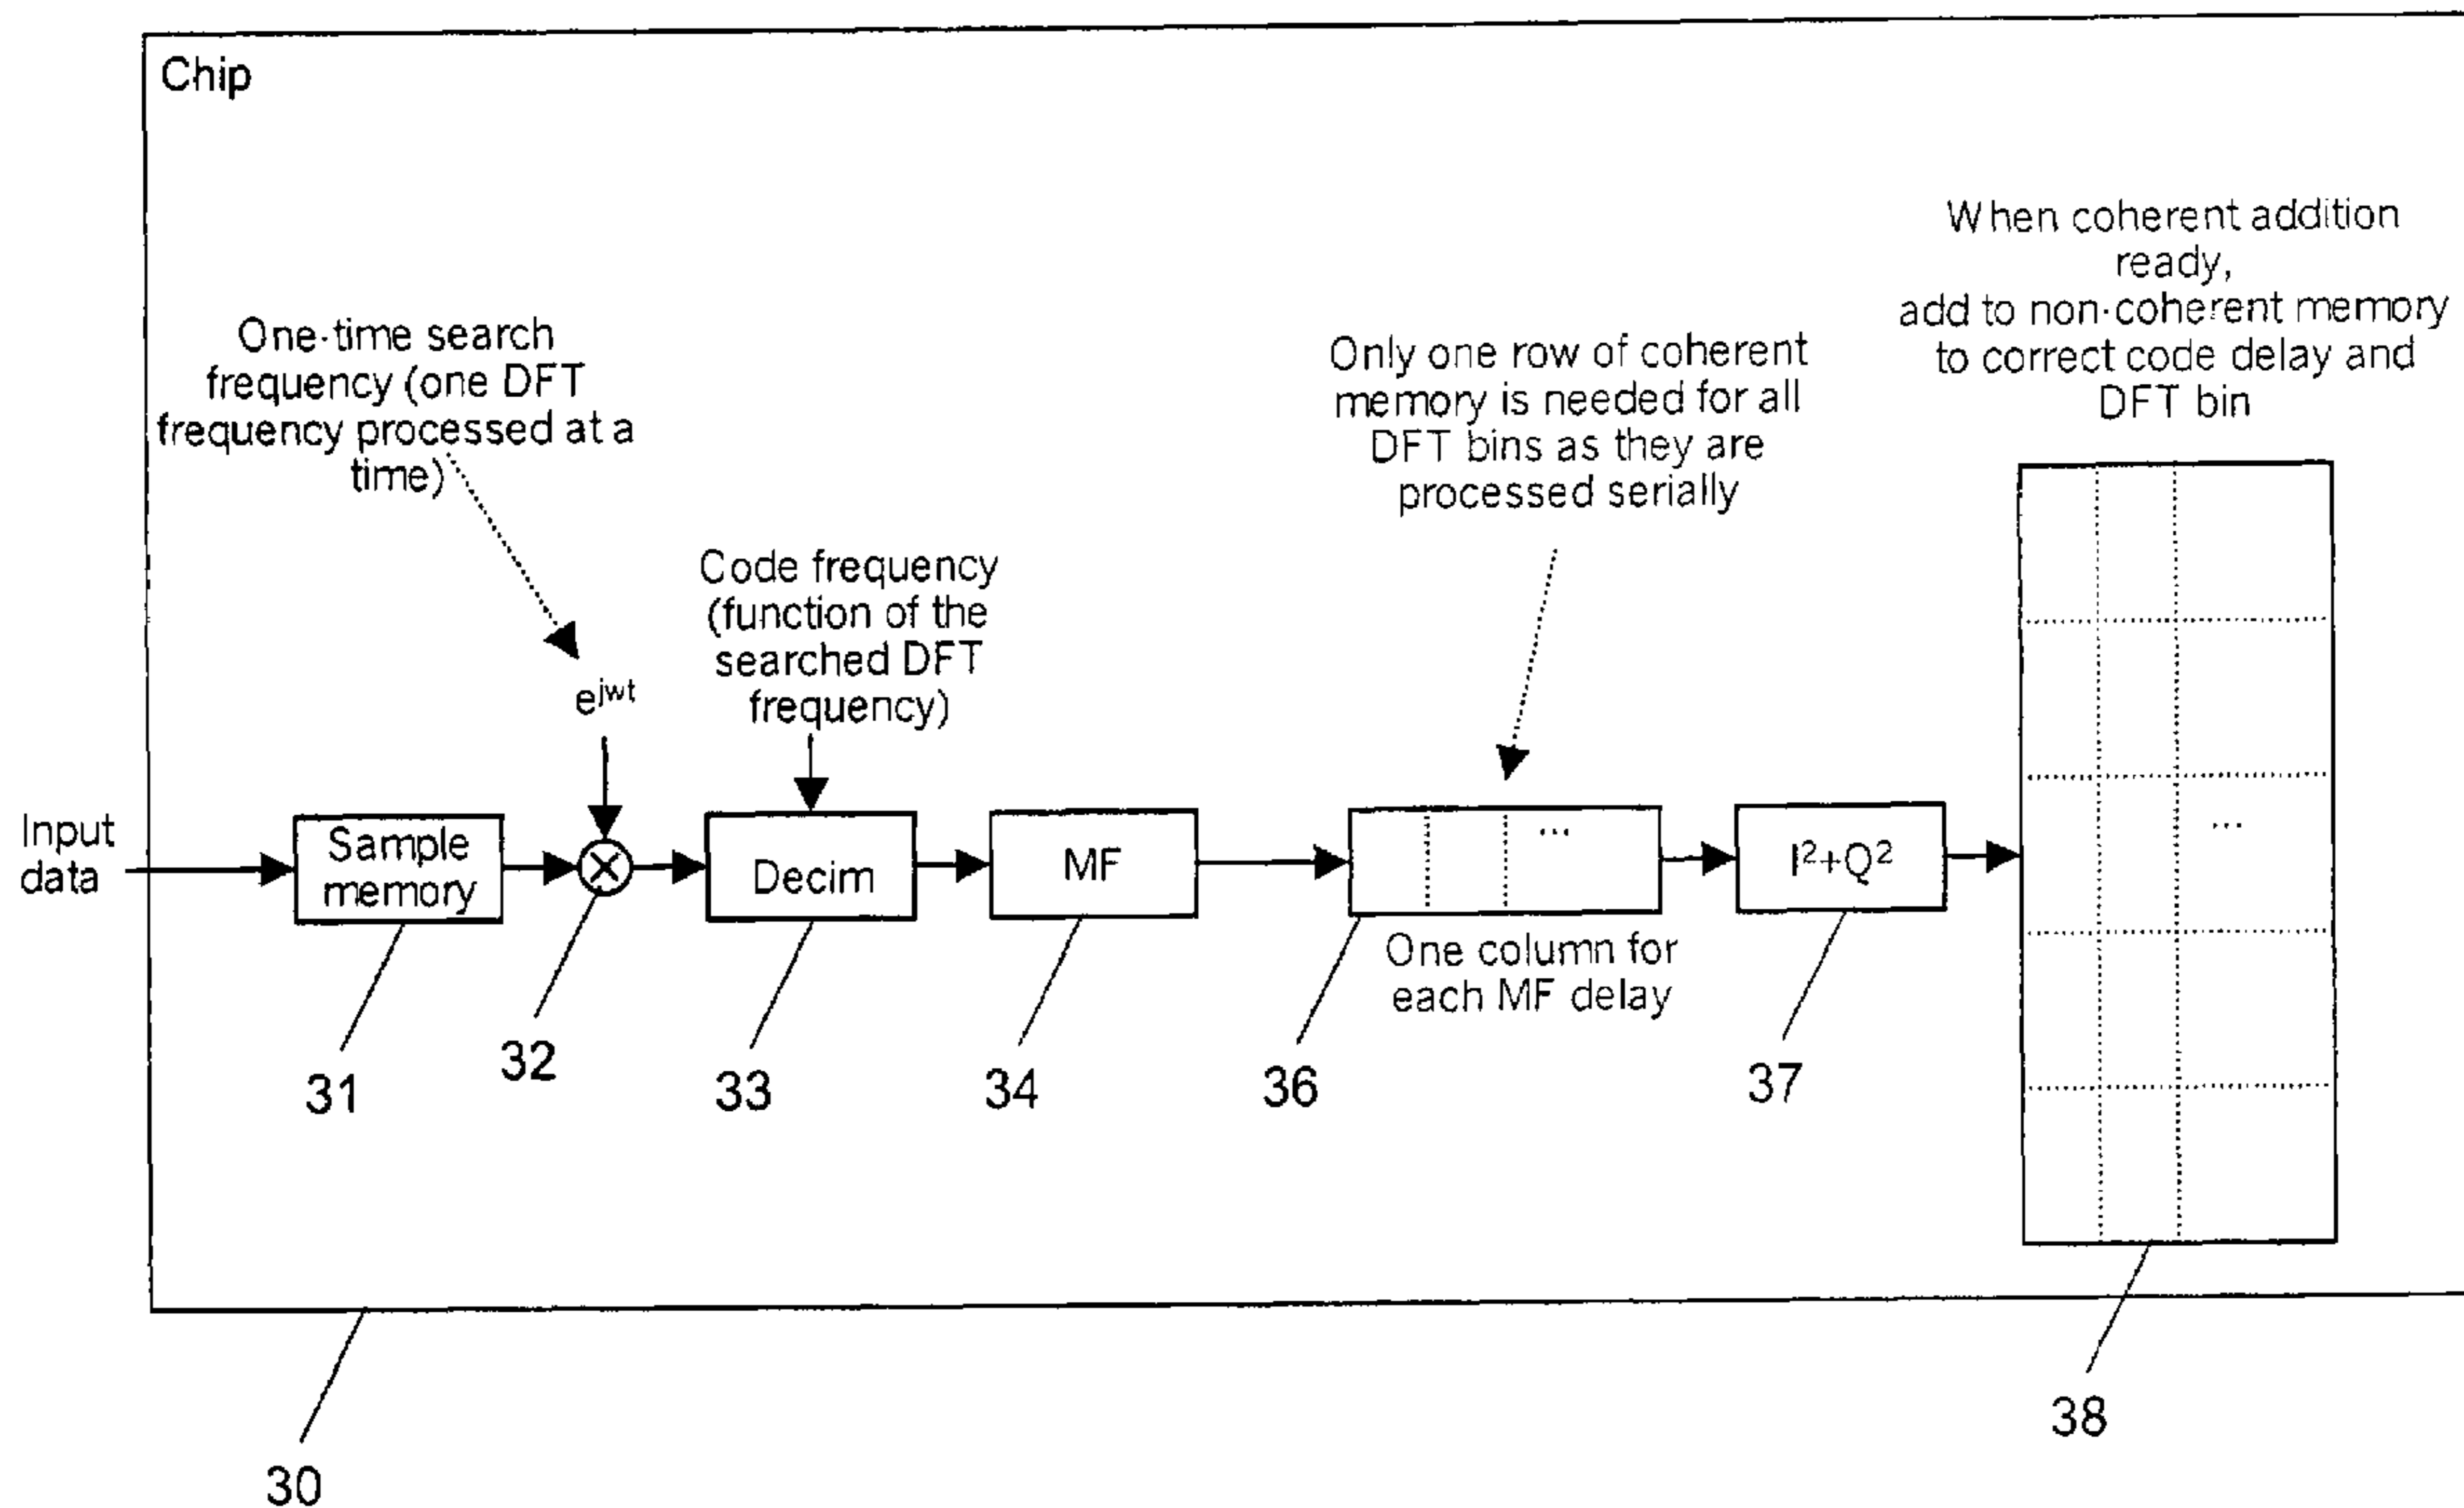 Chip
When coherent addition
ready,
add to non-coherent memory
to correct code delay and
DFT bin
One-time search
frequency (one DFT
frequency processed at a
time)
Only one row of coherent
memory is needed for all
DFT bins as they are
processed serially
Code frequency
(function of the
searched DFT
frequency)
e^jwt
Input
data
Sample
memory
Decim
MF
...
I²+Q²
...
One column for
each MF delay
31
32
33
34
36
37
38
30